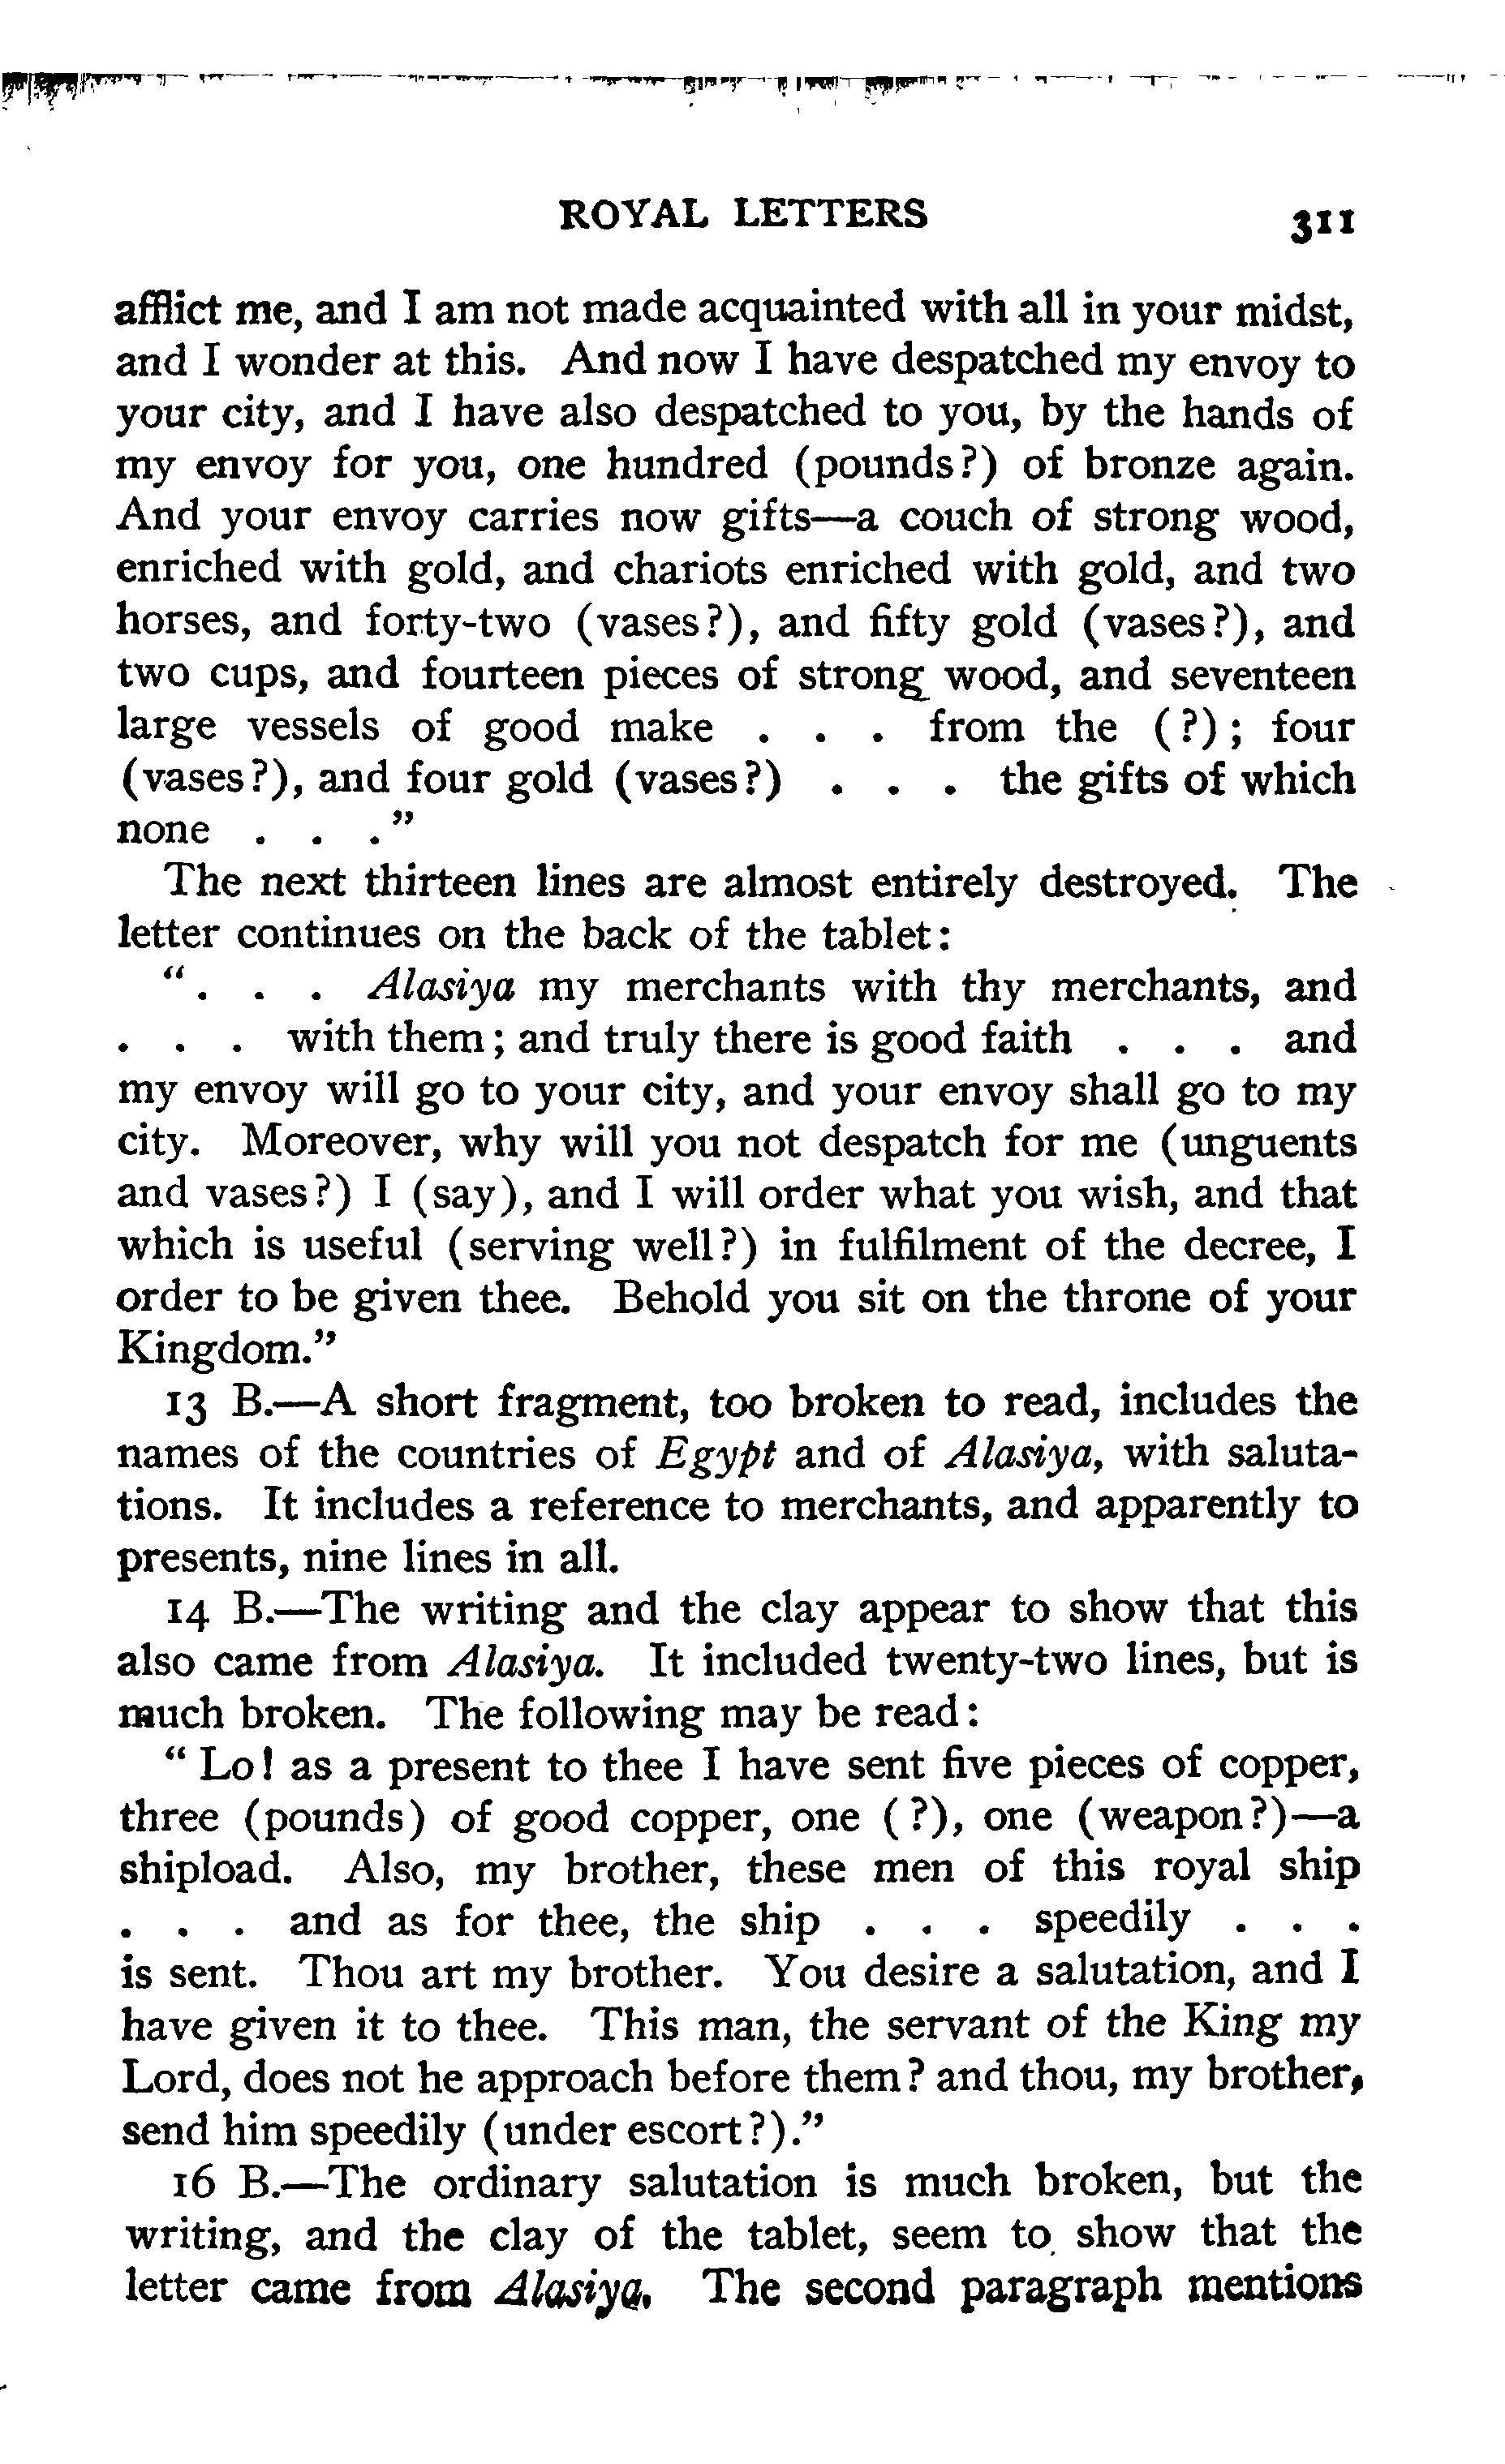 ROYAL LETTERS 311
afflict me, and I am not made acquainted with all in your midst,
and I wonder at this. And now I have despatched my envoy to
your city, and I have also despatched to you, by the hands of
my envoy for you, one hundred (pounds?) of bronze again.
And your envoy carries now gifts—a couch of strong wood,
enriched with gold, and chariots enriched with gold, and two
horses, and forty-two (vases?), and fifty gold (vases?), and
two cups, and fourteen pieces of strong wood, and seventeen
large vessels of good make . . . from the (?); four
(vases?), and four gold (vases?) . . . the gifts of which
none . . ."
The next thirteen lines are almost entirely destroyed. The
letter continues on the back of the tablet:
". . . Alasiya my merchants with thy merchants, and
. . . with them; and truly there is good faith . . . and
my envoy will go to your city, and your envoy shall go to my
city. Moreover, why will you not despatch for me (unguents
and vases?) I (say), and I will order what you wish, and that
which is useful (serving well?) in fulfilment of the decree, I
order to be given thee. Behold you sit on the throne of your
Kingdom."
13 B.—A short fragment, too broken to read, includes the
names of the countries of Egypt and of Alasiya, with saluta-
tions. It includes a reference to merchants, and apparently to
presents, nine lines in all.
14 B.—The writing and the clay appear to show that this
also came from Alasiya. It included twenty-two lines, but is
much broken. The following may be read:
"Lo! as a present to thee I have sent five pieces of copper,
three (pounds) of good copper, one (?), one (weapon?)—a
shipload. Also, my brother, these men of this royal ship
. . . and as for thee, the ship . . . speedily . . .
is sent. Thou art my brother. You desire a salutation, and I
have given it to thee. This man, the servant of the King my
Lord, does not he approach before them? and thou, my brother,
send him speedily (under escort?)."
16 B.—The ordinary salutation is much broken, but the
writing, and the clay of the tablet, seem to show that the
letter came from Alasiya. The second paragraph mentions